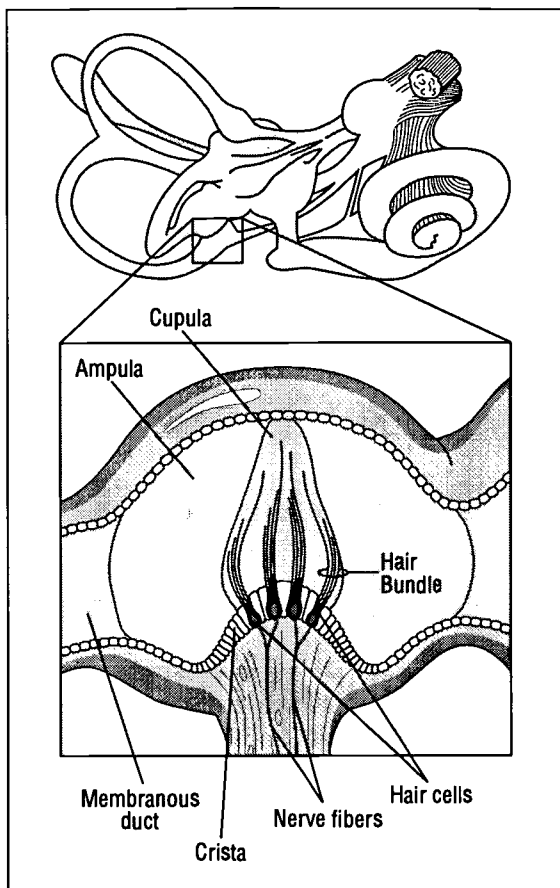 Cupula
Ampula
Hair
Bundle
Membranous
duct
Crista
Nerve fibers
Hair cells